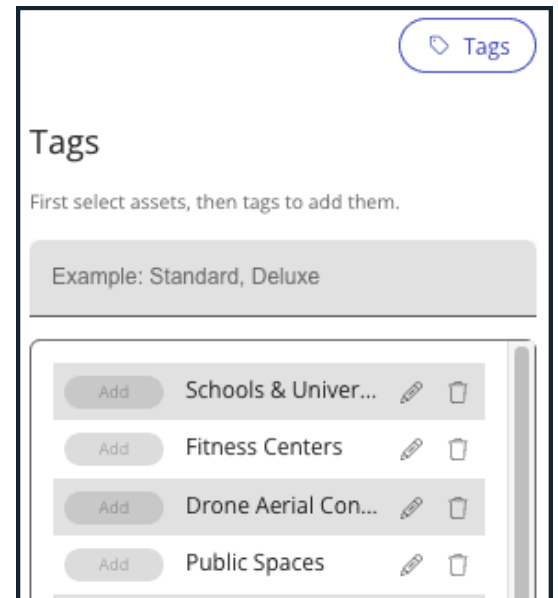 Tags
Tags
First select assets, then tags to add them.
Example: Standard, Deluxe
Add Schools & Univer...
Add Fitness Centers
Add Drone Aerial Con...
Add Public Spaces